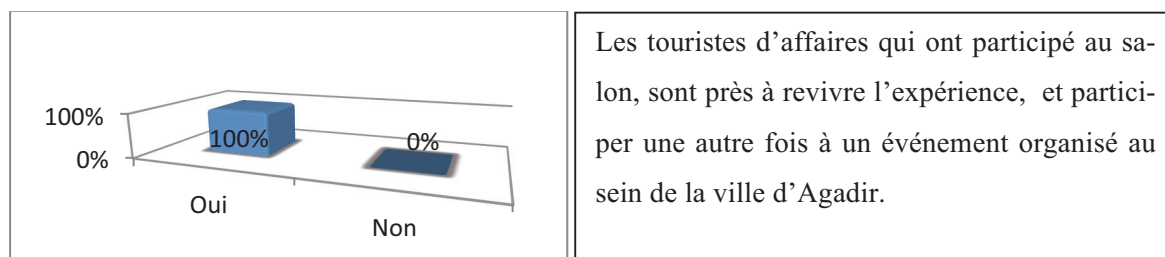 100%
0%
100%
0%
Oui
Non
Les touristes d’affaires qui ont participé au sa-
lon, sont près à revivre l’expérience, et partici-
per une autre fois à un événement organisé au
sein de la ville d’Agadir.